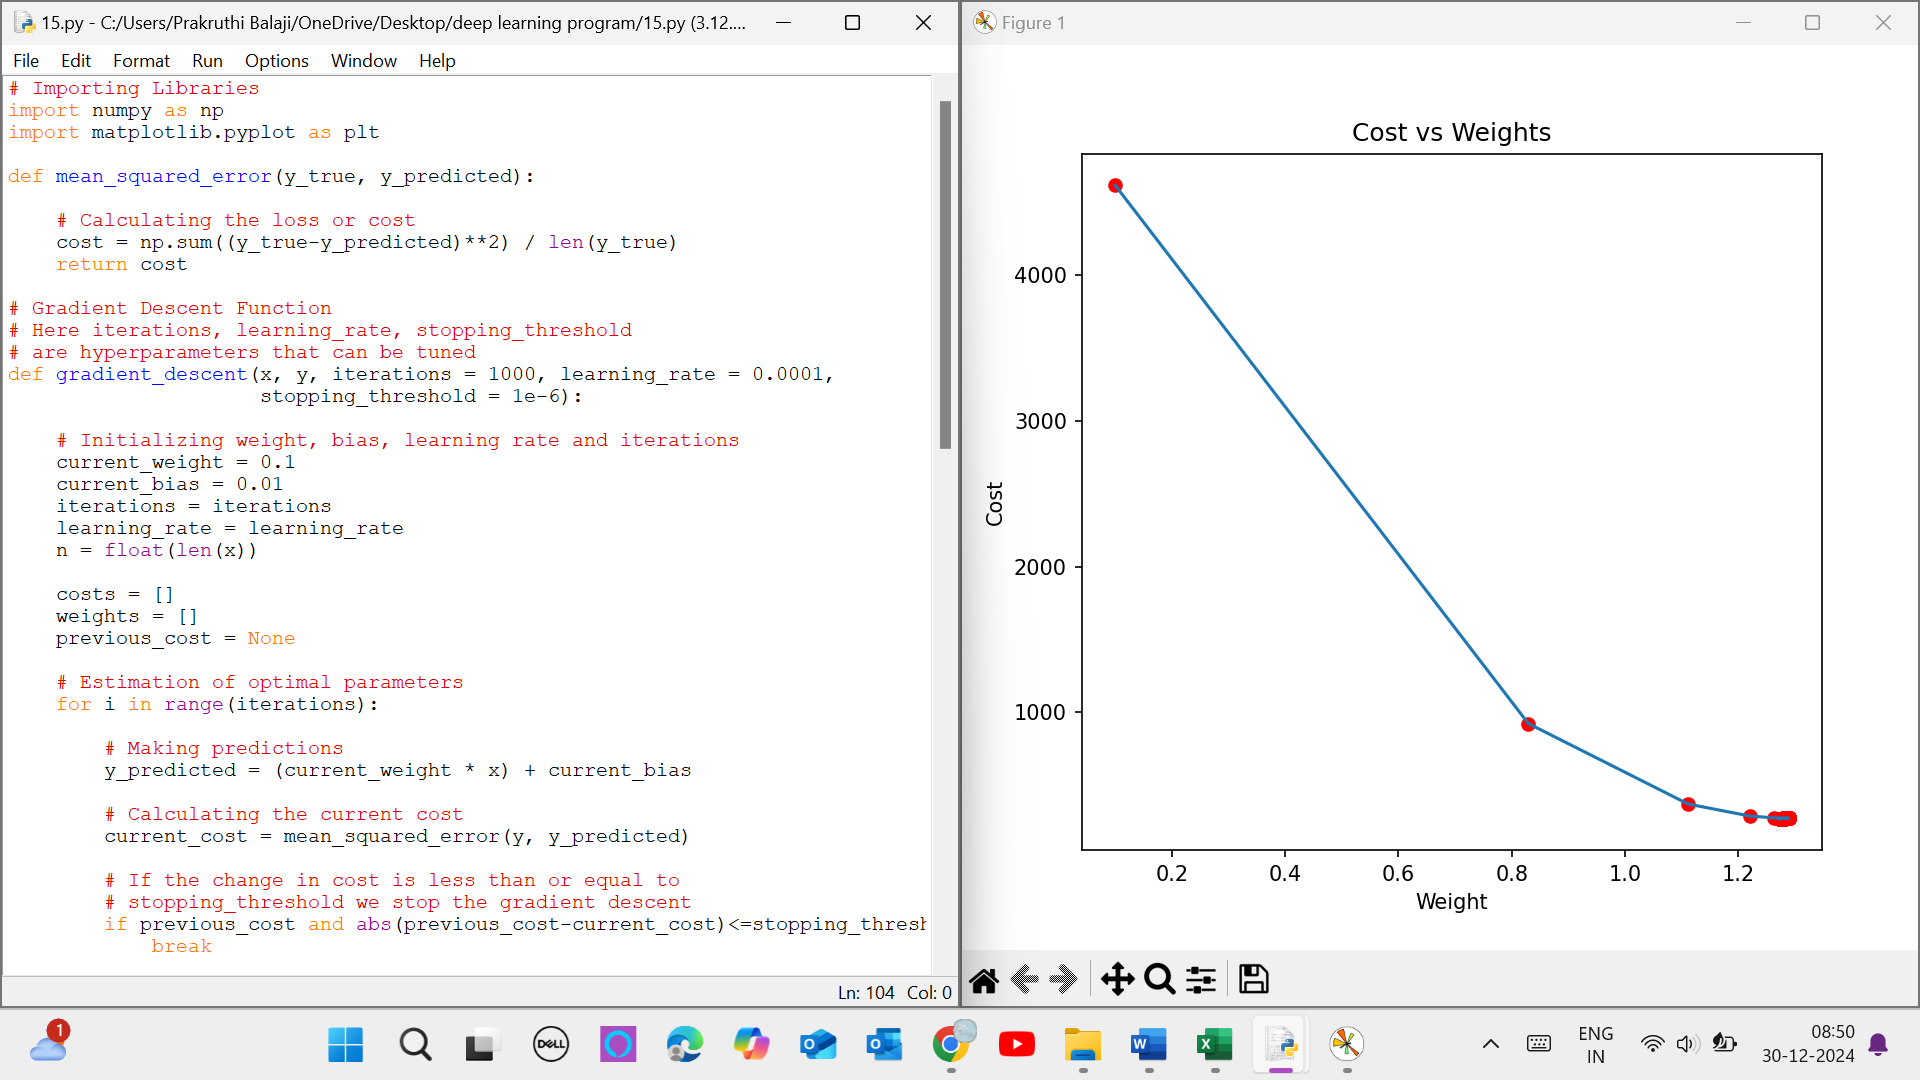 15.py - C:/Users/Prakruthi Balaji/OneDrive/Desktop/deep learning program/15.py (3.12....
File Edit Format Run Options Window Help
# Importing Libraries
import numpy as np
import matplotlib.pyplot as plt
def mean_squared_error(y_true, y_predicted):
# Calculating the loss or cost
cost = np.sum((y_true-y_predicted)**2) / len(y_true)
return cost
# Gradient Descent Function
# Here iterations, learning_rate, stopping_threshold
# are hyperparameters that can be tuned
def gradient_descent(x, y, iterations = 1000, learning_rate = 0.0001,
stopping_threshold = 1e-6):
# Initializing weight, bias, learning rate and iterations
current_weight = 0.1
current_bias = 0.01
iterations = iterations
learning_rate = learning_rate
n = float(len(x))
costs = []
weights = []
previous_cost = None
# Estimation of optimal parameters
for i in range(iterations):
# Making predictions
y_predicted = (current_weight * x) + current_bias
# Calculating the current cost
current_cost = mean_squared_error(y, y_predicted)
# If the change in cost is less than or equal to
# stopping_threshold we stop the gradient descent
if previous_cost and abs(previous_cost-current_cost)<=stopping_thresh
break
Ln: 104 Col: 0
Figure 1
Cost vs Weights
4000
3000
2000
1000
Cost
0.2 0.4 0.6 0.8 1.0 1.2
Weight
1
DELL
O
O
W
X
ENG
IN
08:50
30-12-2024